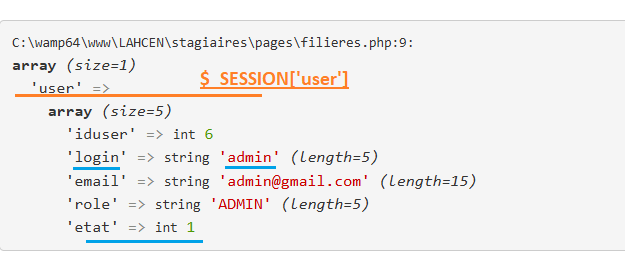 C:\wamp64\www\LAHCEN\stagiaires\pages\filieres.php:9:
array (size=1)
'user' => $_SESSION['user']
array (size=5)
'iduser' => int 6
'login' => string 'admin' (length=5)
'email' => string 'admin@gmail.com' (length=15)
'role' => string 'ADMIN' (length=5)
'etat' => int 1